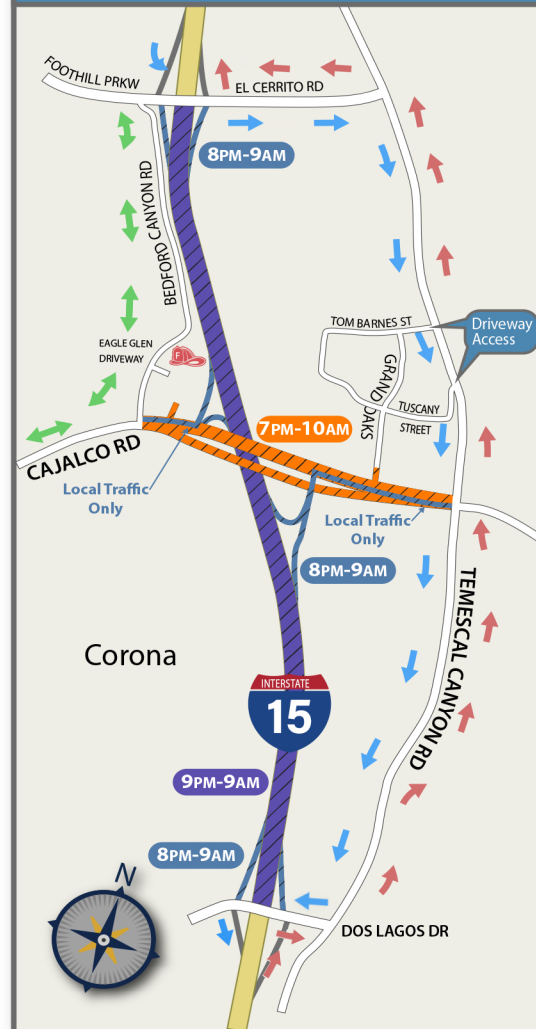 FOOTHILL PRKW
EL CERRITO RD
8PM-9AM
BEDFORD CANYON RD
TOM BARNES ST
Driveway
Access
EAGLE GLEN
DRIVEWAY
F
GRAND OAKS
TUSCANY
STREET
7PM-10AM
CAJALCO RD
Local Traffic
Only
Local Traffic
Only
8PM-9AM
TEMESCAL CANYON RD
Corona
INTERSTATE
15
9PM-9AM
8PM-9AM
N
DOS LAGOS DR